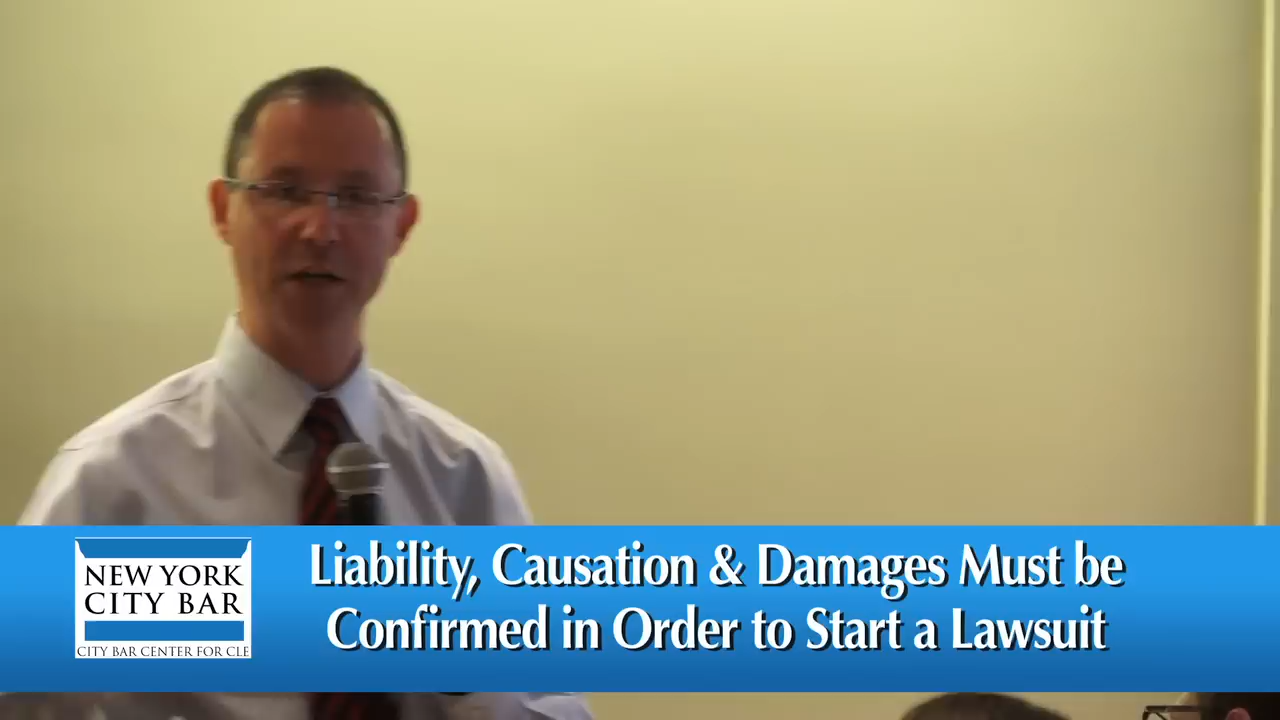 NEW YORK
CITY BAR
CITY BAR CENTER FOR CLE
Liability, Causation & Damages Must be
Confirmed in Order to Start a Lawsuit